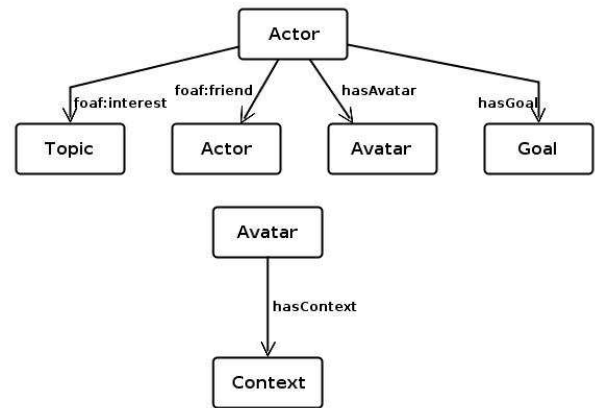 Actor
foaf:interest
foaf:friend
hasAvatar
hasGoal
Topic
Actor
Avatar
Goal
Avatar
hasContext
Context